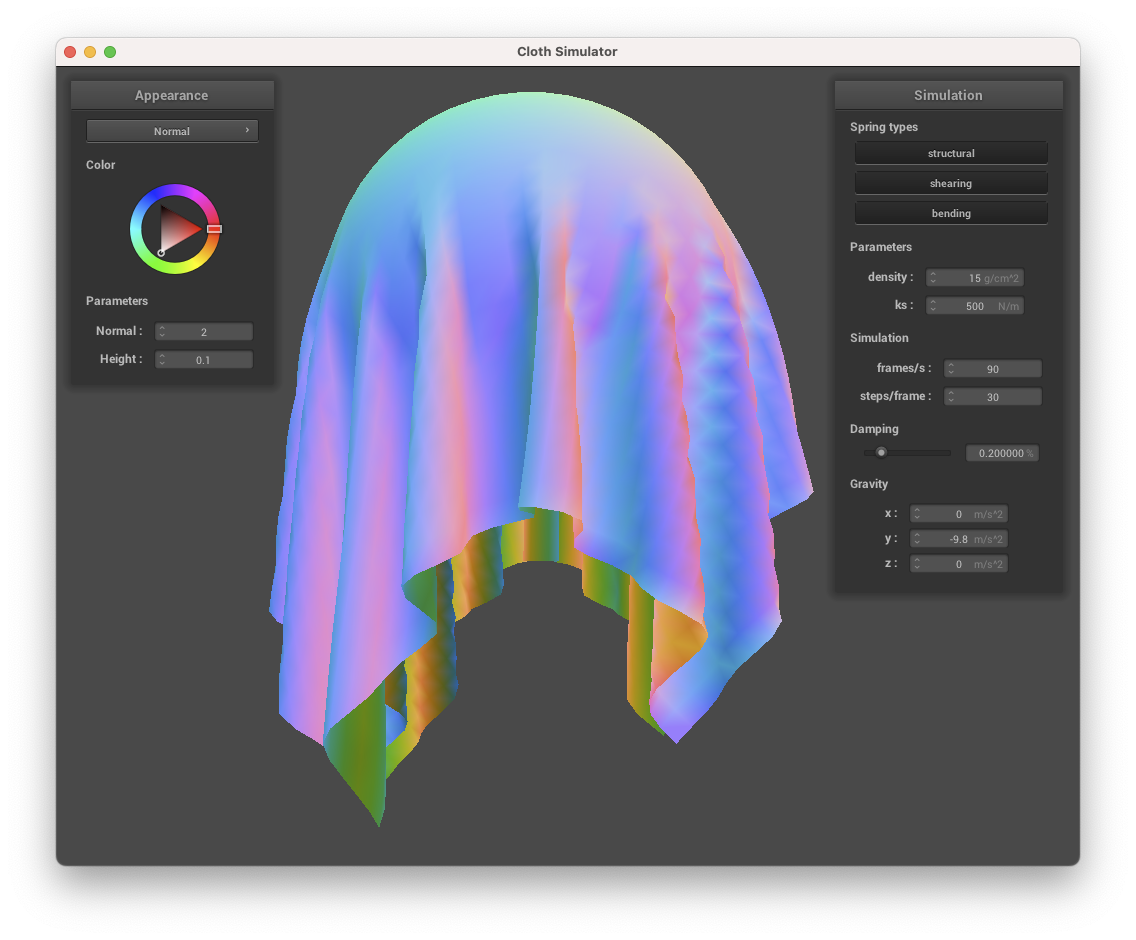 Cloth Simulator
Appearance
Normal
Color
Parameters
Normal : 2
Height : 0.1
Simulation
Spring types
structural
shearing
bending
Parameters
density : 15 g/cm^2
ks : 500 N/m
Simulation
frames/s : 90
steps/frame : 30
Damping
0.200000 %
Gravity
x : 0 m/s^2
y : -9.8 m/s^2
z : 0 m/s^2